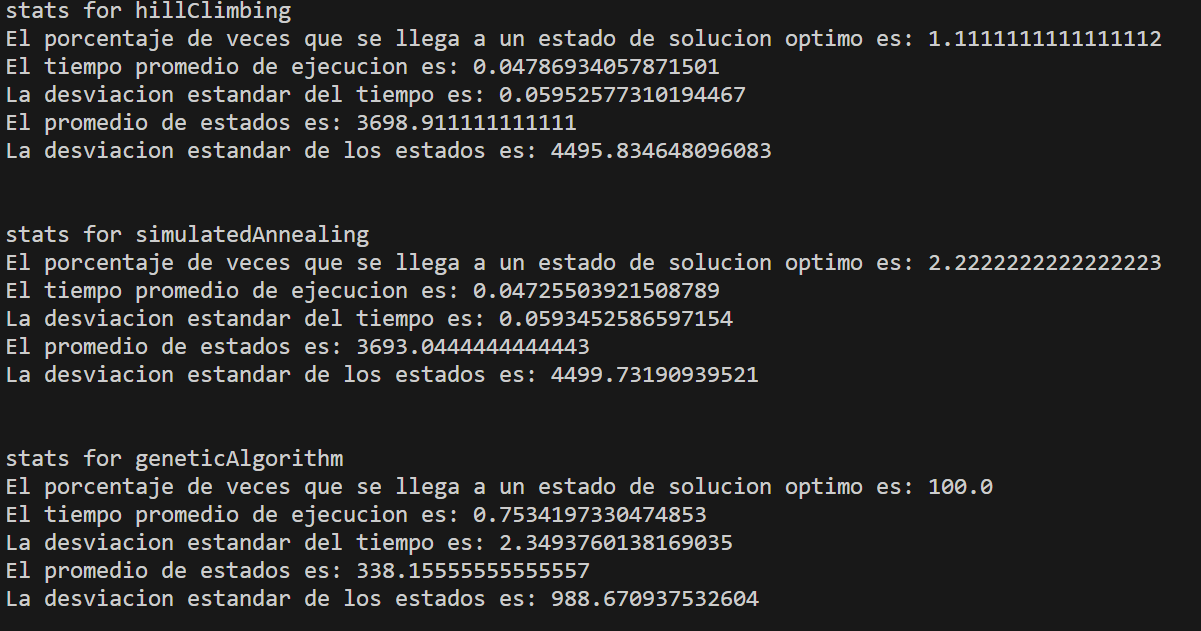 stats for hillClimbing
El porcentaje de veces que se llega a un estado de solucion optimo es: 1.1111111111111112
El tiempo promedio de ejecucion es: 0.04786934057871501
La desviacion estandar del tiempo es: 0.05952577310194467
El promedio de estados es: 3698.911111111111
La desviacion estandar de los estados es: 4495.834648096083
stats for simulatedAnnealing
El porcentaje de veces que se llega a un estado de solucion optimo es: 2.2222222222222223
El tiempo promedio de ejecucion es: 0.04725503921508789
La desviacion estandar del tiempo es: 0.0593452586597154
El promedio de estados es: 3693.0444444444443
La desviacion estandar de los estados es: 4499.73190939521
stats for geneticAlgorithm
El porcentaje de veces que se llega a un estado de solucion optimo es: 100.0
El tiempo promedio de ejecucion es: 0.7534197330474853
La desviacion estandar del tiempo es: 2.3493760138169035
El promedio de estados es: 338.15555555555557
La desviacion estandar de los estados es: 988.670937532604